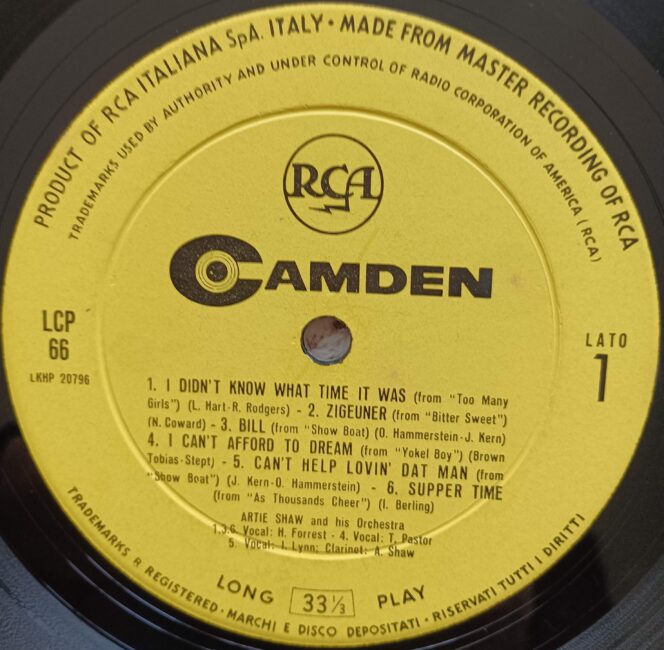 PRODUCT OF RCA ITALIANA SpA. ITALY • MADE FROM MASTER RECORDING OF RCA
TRADEMARKS USED BY AUTHORITY AND UNDER CONTROL OF RADIO CORPORATION OF AMERICA (RCA)
RCA
CAMDEN
LCP
66
LKHP 20796
LATO
1
1. I DIDN'T KNOW WHAT TIME IT WAS (from "Too Many
Girls") (L. Hart-R. Rodgers) - 2. ZIGEUNER (from "Bitter Sweet")
(N. Coward) - 3. BILL (from "Show Boat) (O. Hammerstein-J. Kern)
4. I CAN'T AFFORD TO DREAM (from "Yokel Boy") (Brown
Tobias-Stept) - 5. CAN'T HELP LOVIN' DAT MAN (from
"Show Boat") (J. Kern-O. Hammerstein) - 6. SUPPER TIME
(from "As Thousands Cheer") (I. Berling)
ARTIE SHAW and his Orchestra
1.3.6. Vocal: H. Forrest - 4. Vocal: T. Pastor
5. Vocal: I. Lynn; Clarinet: A. Shaw
LONG 33⅓ PLAY
TRADEMARKS ® REGISTERED • MARCHI E DISCO DEPOSITATI • RISERVATI TUTTI I DIRITTI